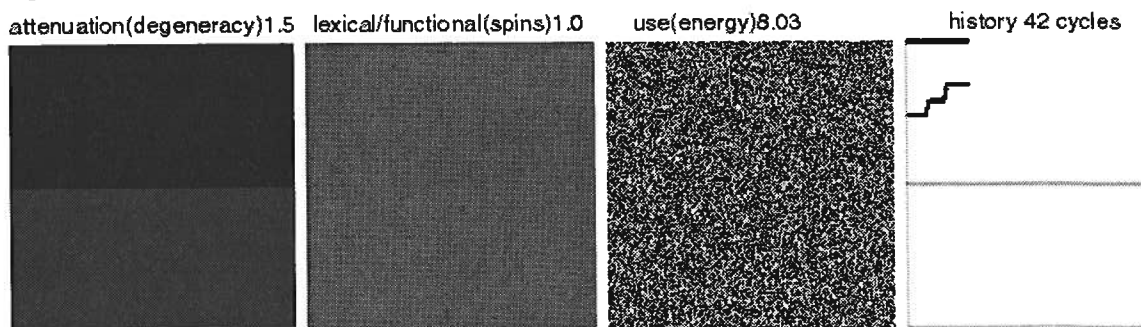 attenuation(degeneracy)1.5 lexical/functional(spins)1.0 use(energy)8.03 history 42 cycles